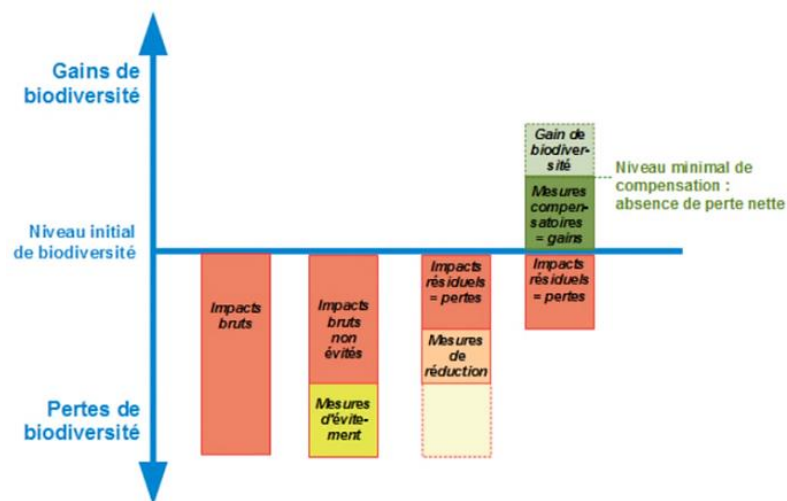 Gains de
biodiversité
Gain de
biodiver-
sité
Niveau minimal de
compensation :
absence de perte nette
Mesures
compen-
satoires
= gains
Niveau initial
de biodiversité
Impacts
bruts
Impacts
bruts
non
évités
Impacts
résiduels
= pertes
Impacts
résiduels
= pertes
Mesures
de
réduction
Mesures
d'évite-
ment
Pertes de
biodiversité